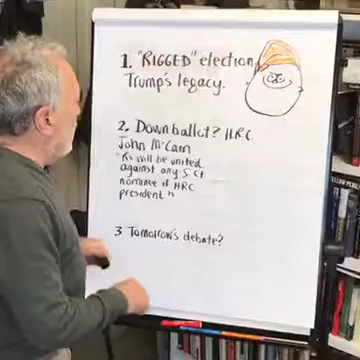 1. "RIGGED" election,
Trump's legacy.
2. Down ballot? HRC
John McCain
"R's will be united
against any SCt
nominee if HRC
president"
3 Tomorrow's debate?